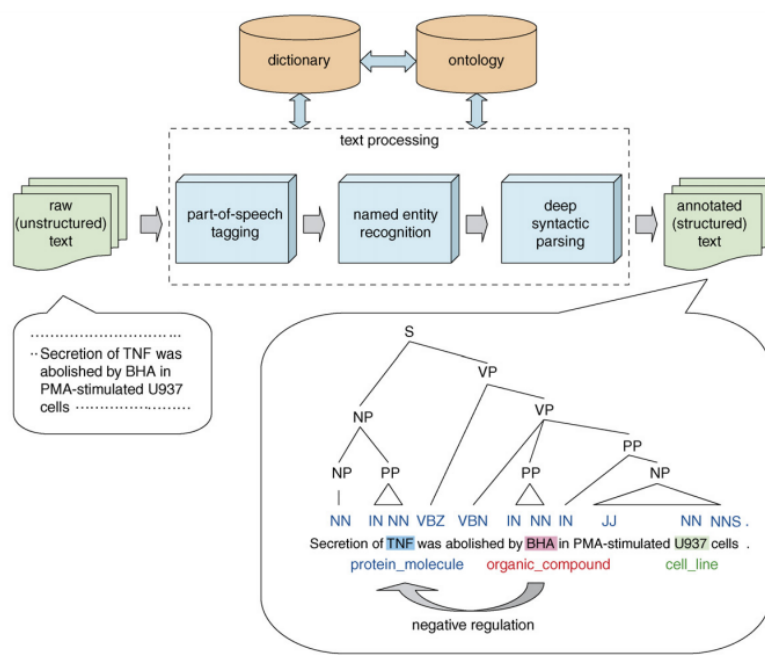 dictionary
ontology
text processing
raw
(unstructured)
text
part-of-speech
tagging
named entity
recognition
deep
syntactic
parsing
annotated
(structured)
text
Secretion of TNF was
abolished by BHA in
PMA-stimulated U937
cells
S
VP
NP
VP
PP
NP
PP
PP
NP
NN IN NN VBZ VBN IN NN IN JJ NN NNS .
Secretion of TNF was abolished by BHA in PMA-stimulated U937 cells .
protein_molecule organic_compound cell_line
negative regulation